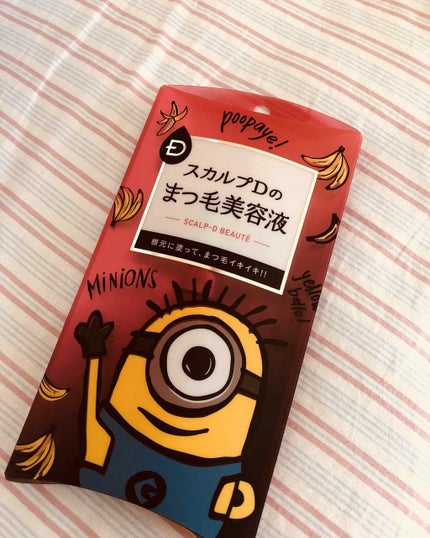 poopaye!
D
スカルプDの
まつ毛美容液
SCALP-D BEAUTÉ
根元に塗って、まつ毛イキイキ!!
MINIONS
yellow
bello!
G